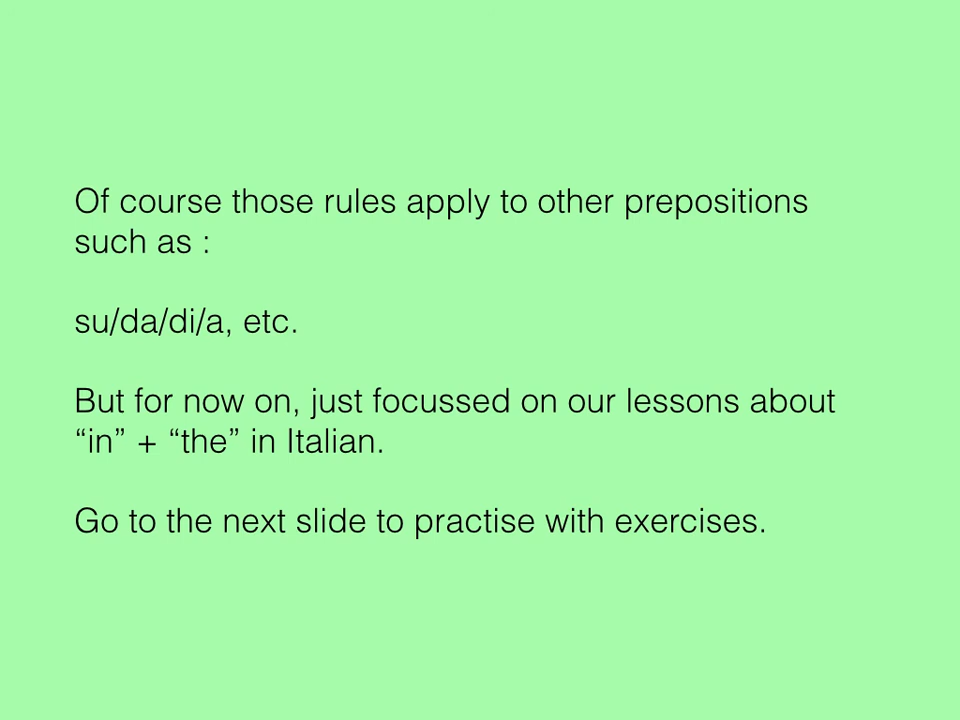 Of course those rules apply to other prepositions
such as :
su/da/di/a, etc.
But for now on, just focussed on our lessons about
“in” + “the” in Italian.
Go to the next slide to practise with exercises.